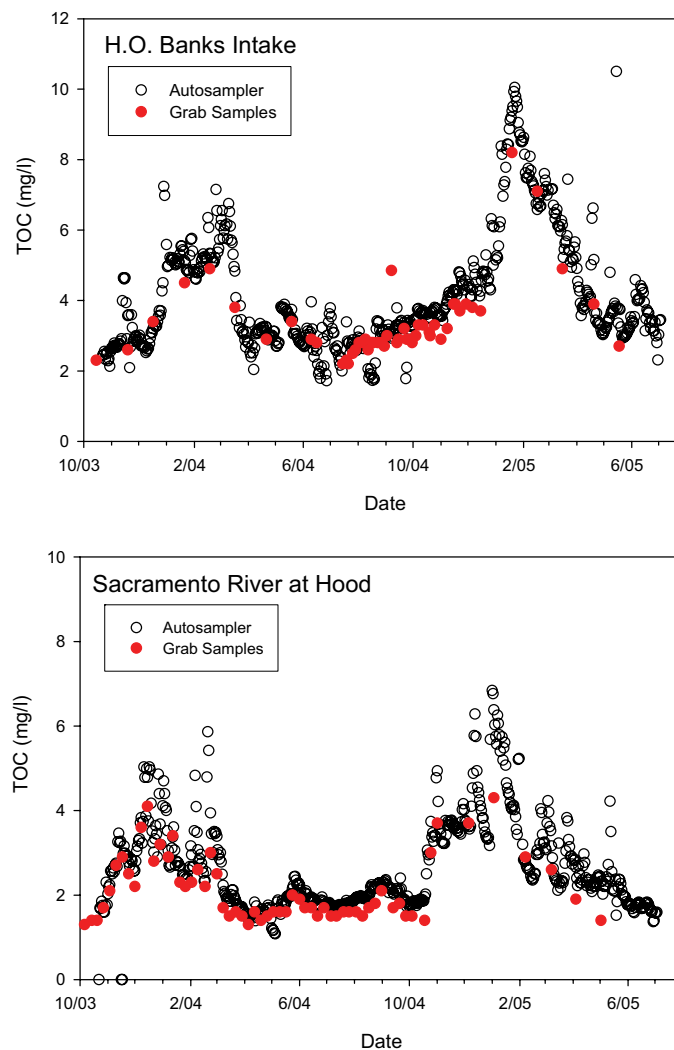 H.O. Banks Intake
Autosampler
Grab Samples
TOC (mg/l)
12
10
8
6
4
2
0
10/03 2/04 6/04 10/04 2/05 6/05
Date
Sacramento River at Hood
Autosampler
Grab Samples
TOC (mg/l)
10
8
6
4
2
0
10/03 2/04 6/04 10/04 2/05 6/05
Date